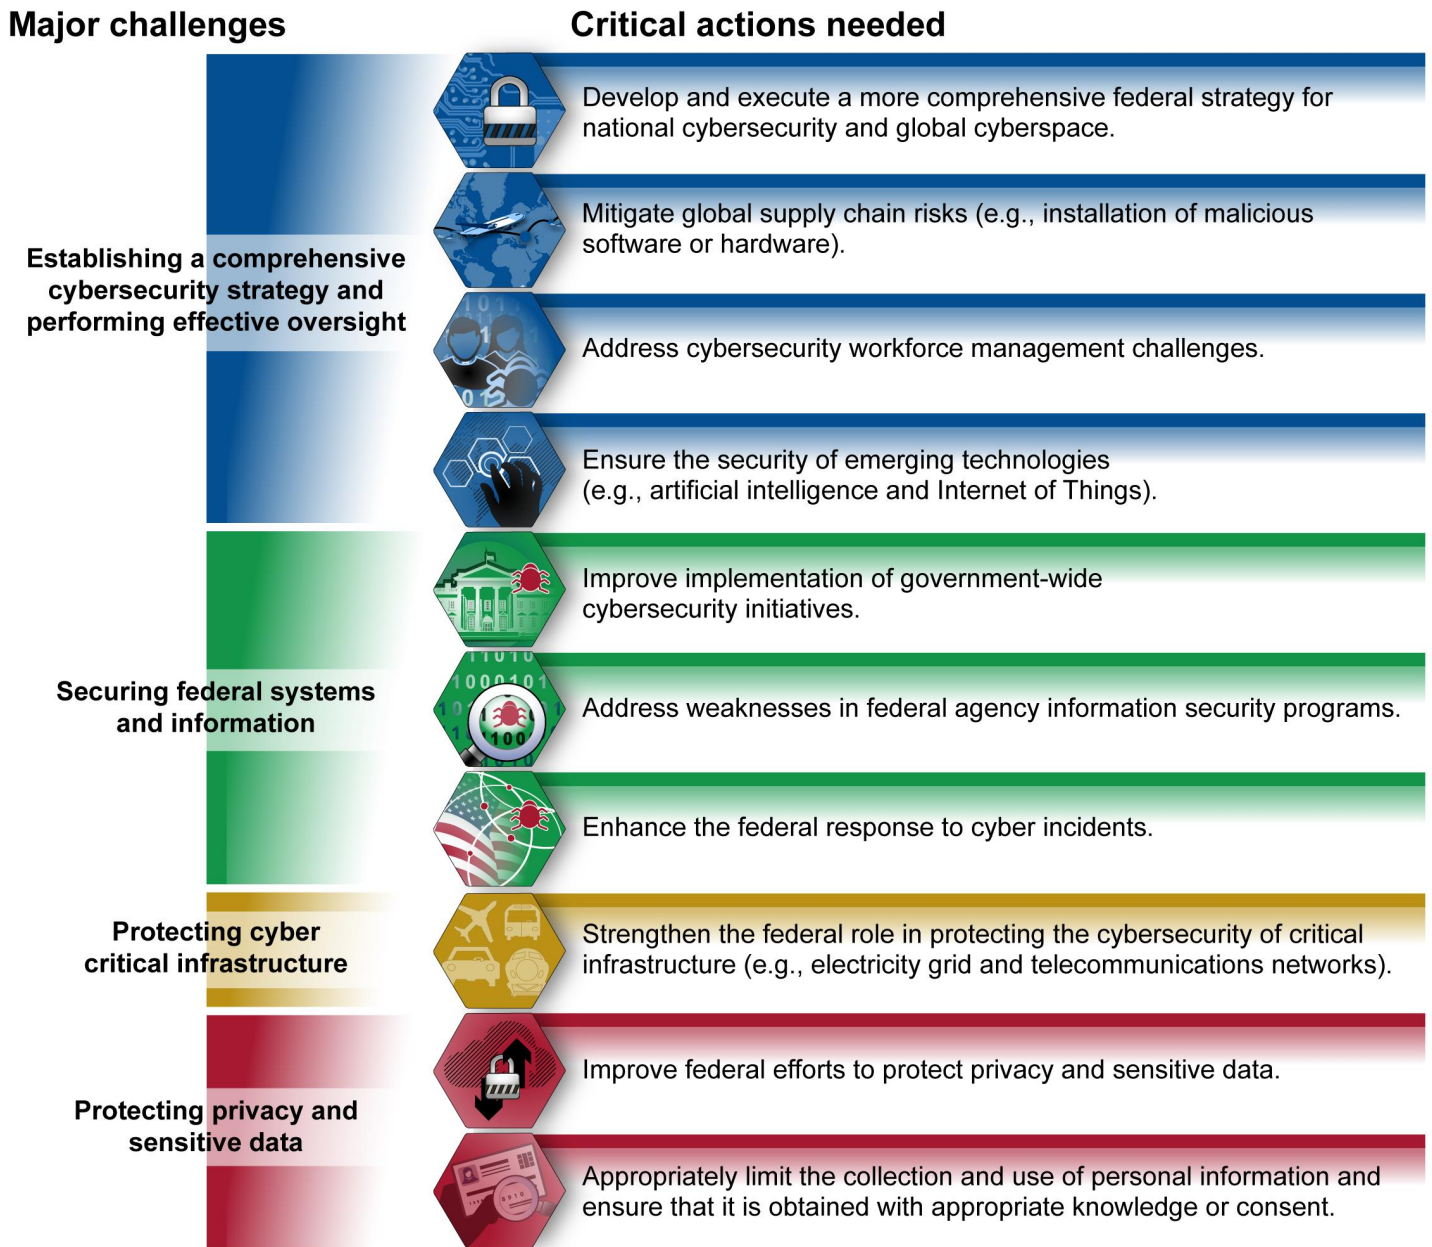 Major challenges
Critical actions needed
Establishing a comprehensive
cybersecurity strategy and
performing effective oversight
Develop and execute a more comprehensive federal strategy for
national cybersecurity and global cyberspace.
Mitigate global supply chain risks (e.g., installation of malicious
software or hardware).
Address cybersecurity workforce management challenges.
Ensure the security of emerging technologies
(e.g., artificial intelligence and Internet of Things).
Securing federal systems
and information
Improve implementation of government-wide
cybersecurity initiatives.
Address weaknesses in federal agency information security programs.
Enhance the federal response to cyber incidents.
Protecting cyber
critical infrastructure
Strengthen the federal role in protecting the cybersecurity of critical
infrastructure (e.g., electricity grid and telecommunications networks).
Protecting privacy and
sensitive data
Improve federal efforts to protect privacy and sensitive data.
Appropriately limit the collection and use of personal information and
ensure that it is obtained with appropriate knowledge or consent.